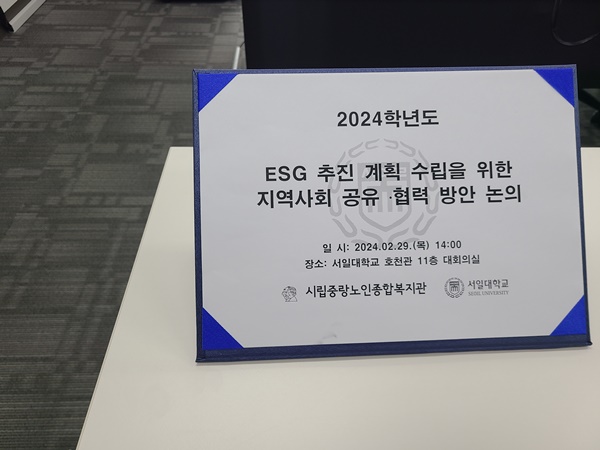 2024학년도
ESG 추진 계획 수립을 위한
지역사회 공유·협력 방안 논의
일 시: 2024.02.29.(목) 14:00
장소: 서일대학교 호천관 11층 대회의실
시립중랑노인종합복지관
서일대학교
SEOIL UNIVERSITY